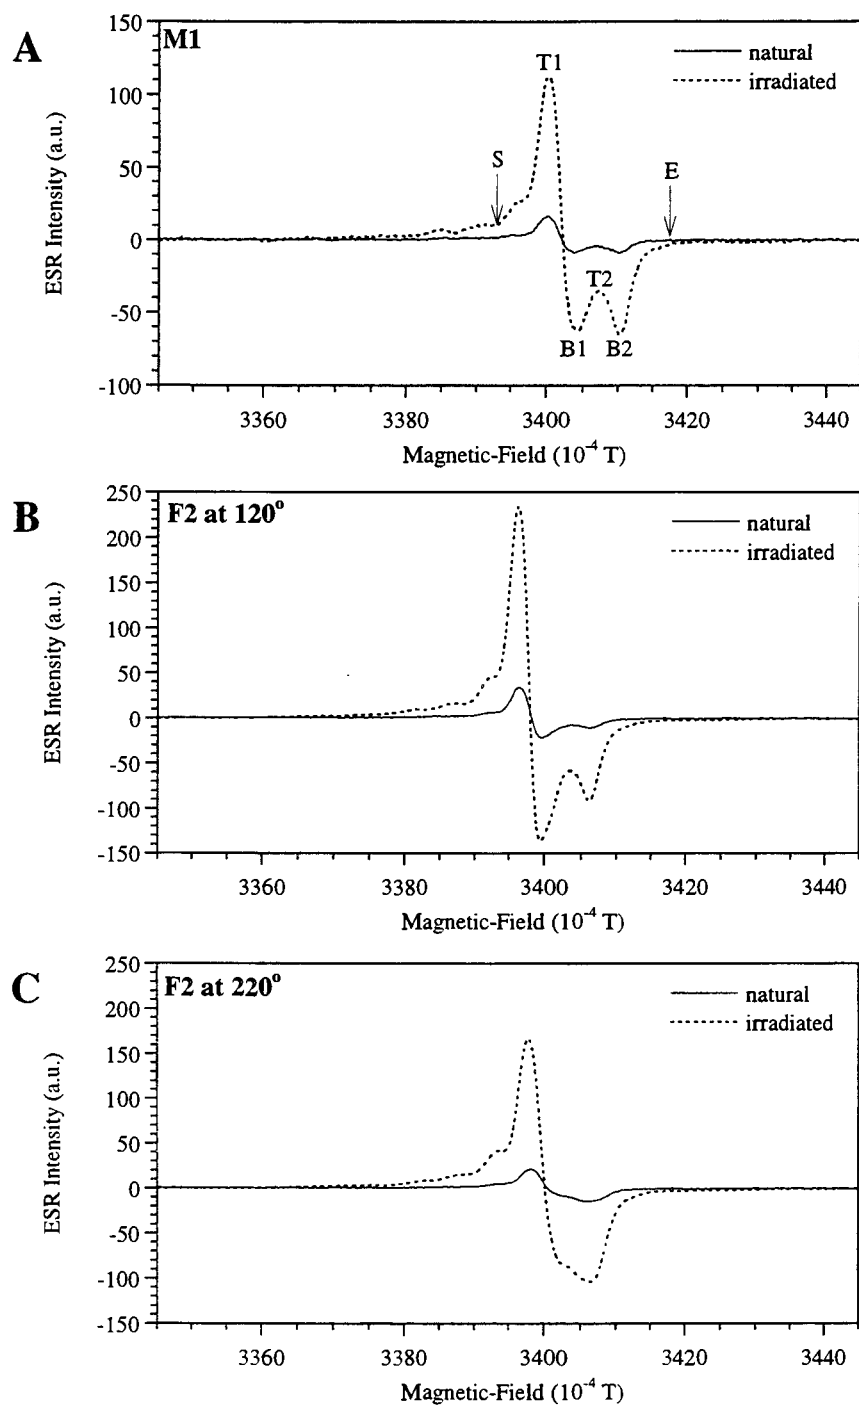 A
M1
150
100
50
0
-50
-100
ESR Intensity (a.u.)
natural
irradiated
T1
S
E
T2
B1
B2
3360
3380
3400
3420
3440
Magnetic-Field (10⁻⁴ T)
B
F2 at 120°
250
200
150
100
50
0
-50
-100
-150
ESR Intensity (a.u.)
natural
irradiated
3360
3380
3400
3420
3440
Magnetic-Field (10⁻⁴ T)
C
F2 at 220°
250
200
150
100
50
0
-50
-100
-150
ESR Intensity (a.u.)
natural
irradiated
3360
3380
3400
3420
3440
Magnetic-Field (10⁻⁴ T)